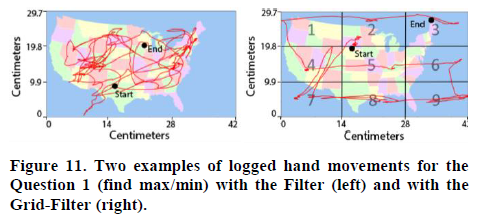 29.7
19.8
9.9
0
0
14
28
42
Centimeters
Centimeters
End
Start
29.7
19.8
9.9
0
0
14
28
4
Centimeters
Centimeters
1
2
3
4
5
6
7
8
9
End
Start
Figure 11. Two examples of logged hand movements for the
Question 1 (find max/min) with the Filter (left) and with the
Grid-Filter (right).